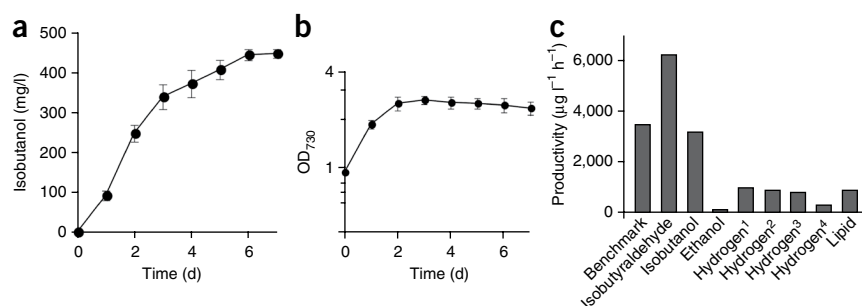 a
Isobutanol (mg/l)
500
400
300
200
100
0
0
2
4
6
Time (d)
b
OD730
4
1
0
2
4
6
Time (d)
c
Productivity (µg l–1 h–1)
6,000
4,000
2,000
0
Benchmark
Isobutyraldehyde
Isobutanol
Ethanol
Hydrogen1
Hydrogen2
Hydrogen3
Hydrogen4
Lipid